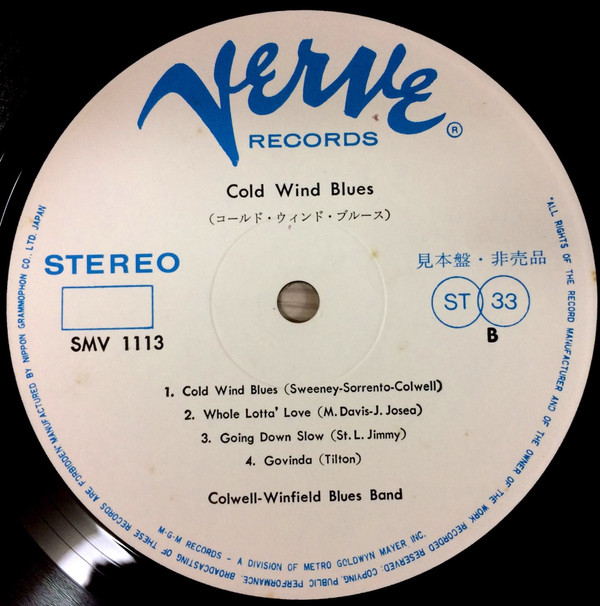 Verve
RECORDS ®
Cold Wind Blues
(コールド・ウィンド・ブルース)
STEREO
SMV 1113
見本盤・非売品
ST 33
B
1. Cold Wind Blues (Sweeney-Sorrento-Colwell)
2. Whole Lotta' Love (M. Davis-J. Josea)
3. Going Down Slow (St. L. Jimmy)
4. Govinda (Tilton)
Colwell-Winfield Blues Band
M-G-M RECORDS - A DIVISION OF METRO GOLDWYN MAYER INC.
"ALL RIGHTS OF THE RECORD MANUFACTURER AND OF THE OWNER OF THE WORK RECORDED RESERVED; COPYING, PUBLIC PERFORMANCE, BROADCASTING OF THESE RECORDS ARE FORBIDDEN" MANUFACTURED BY NIPPON GRAMMOPHON CO., LTD. JAPAN